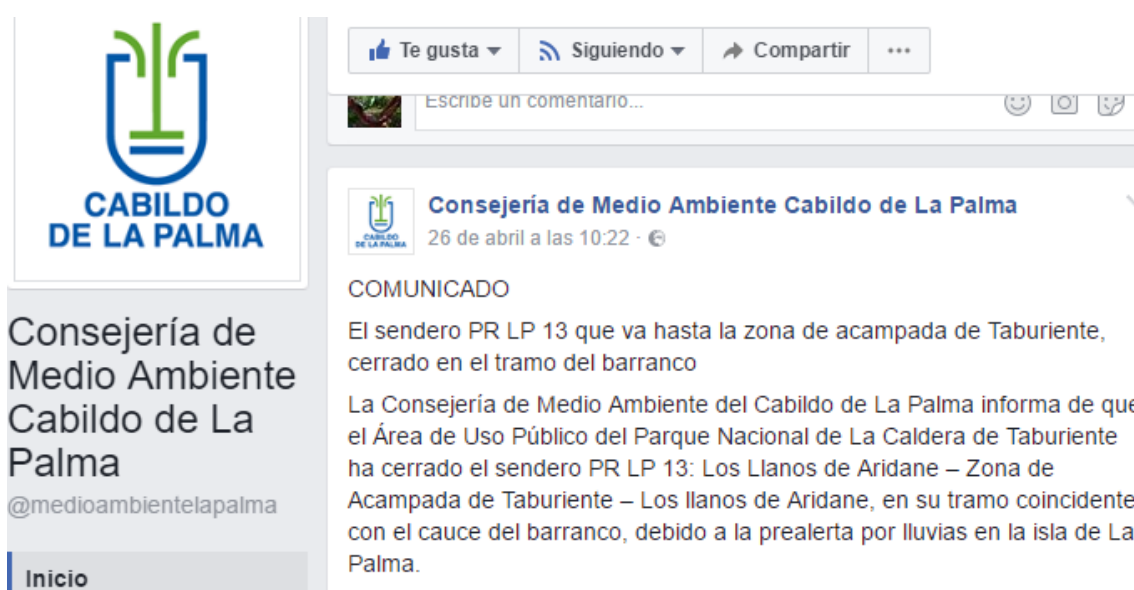 CABILDO
DE LA PALMA
Consejería de
Medio Ambiente
Cabildo de La
Palma
@medioambientelapalma
Inicio
Te gusta
Siguiendo
Compartir
Escribe un comentario...
CABILDO
DE LA PALMA
Consejería de Medio Ambiente Cabildo de La Palma
26 de abril a las 10:22 ·
COMUNICADO
El sendero PR LP 13 que va hasta la zona de acampada de Taburiente,
cerrado en el tramo del barranco
La Consejería de Medio Ambiente del Cabildo de La Palma informa de que
el Área de Uso Público del Parque Nacional de La Caldera de Taburiente
ha cerrado el sendero PR LP 13: Los Llanos de Aridane – Zona de
Acampada de Taburiente – Los llanos de Aridane, en su tramo coincidente
con el cauce del barranco, debido a la prealerta por lluvias en la isla de La
Palma.